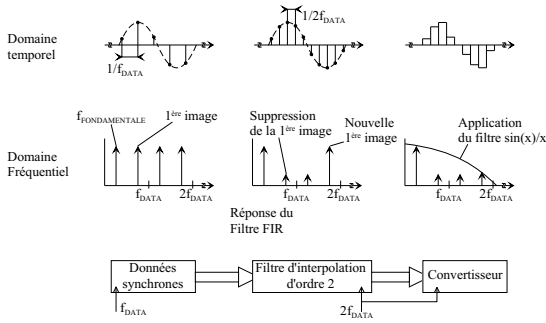 Domaine
temporel
1/f_DATA
1/2f_DATA
Domaine
Fréquentiel
f_FONDAMENTALE
1ère image
f_DATA
2f_DATA
Suppression
de la 1ère image
Nouvelle
1ère image
f_DATA
2f_DATA
Réponse du
Filtre FIR
Application
du filtre sin(x)/x
f_DATA
2f_DATA
Données
synchrones
Filtre d'interpolation
d'ordre 2
Convertisseur
f_DATA
2f_DATA